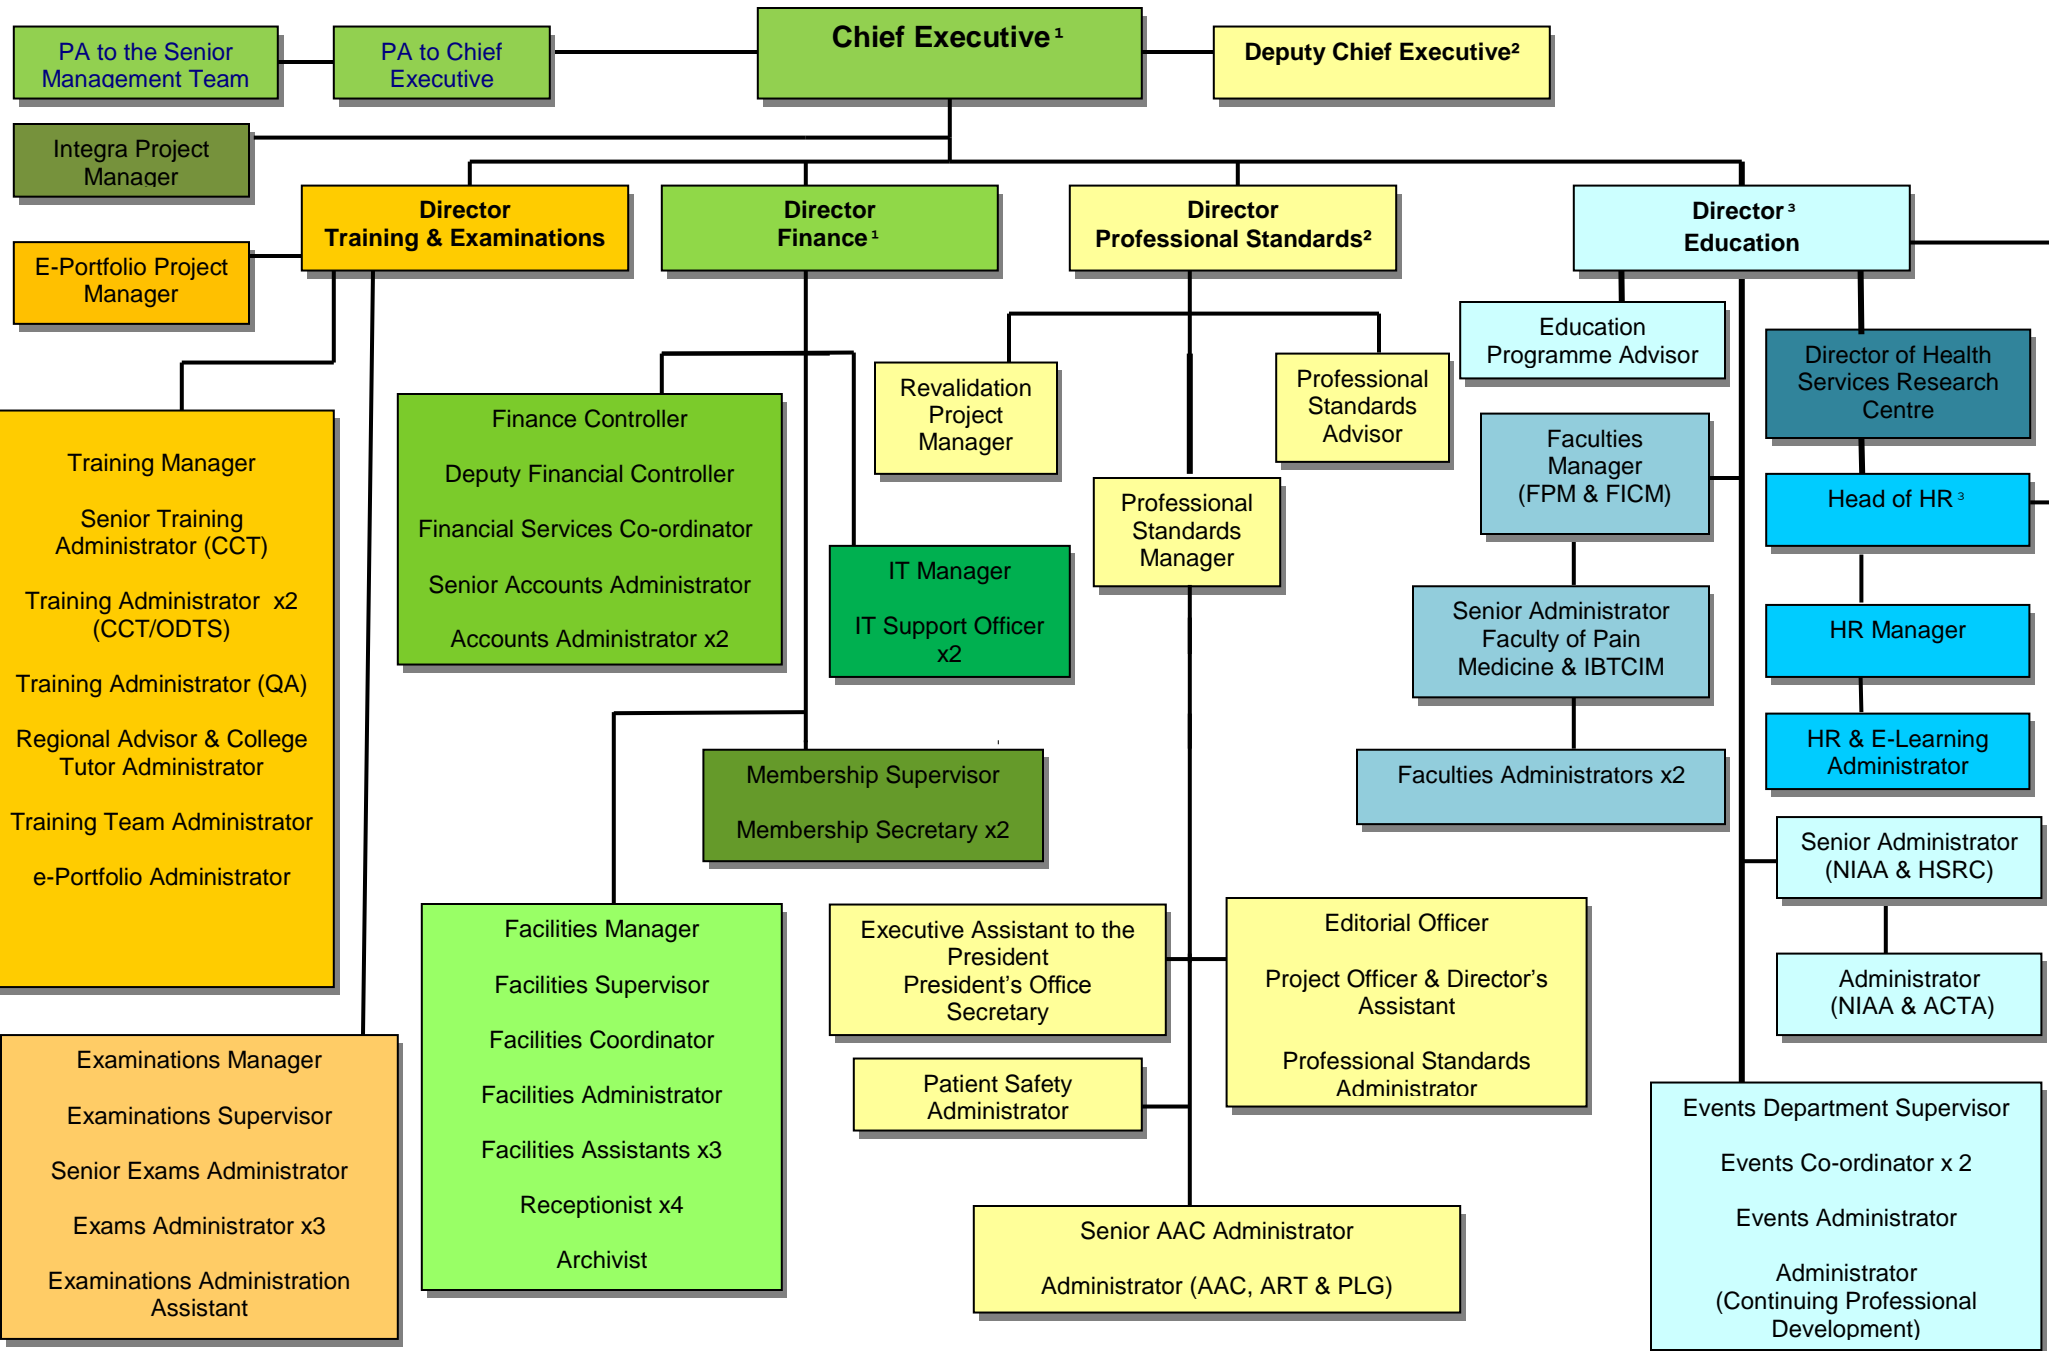 Chief Executive ¹
PA to the Senior
Management Team
PA to Chief
Executive
Deputy Chief Executive²
Integra Project
Manager
Director
Training & Examinations
Director
Finance ¹
Director
Professional Standards²
Director ³
Education
E-Portfolio Project
Manager
Education
Programme Advisor
Director of Health
Services Research
Centre
Revalidation
Project
Manager
Professional
Standards
Advisor
Training Manager
Senior Training
Administrator (CCT)
Training Administrator x2
(CCT/ODTS)
Training Administrator (QA)
Regional Advisor & College
Tutor Administrator
Training Team Administrator
e-Portfolio Administrator
Finance Controller
Deputy Financial Controller
Financial Services Co-ordinator
Senior Accounts Administrator
Accounts Administrator x2
IT Manager
IT Support Officer
x2
Professional
Standards
Manager
Faculties
Manager
(FPM & FICM)
Head of HR ³
Senior Administrator
Faculty of Pain
Medicine & IBTCIM
HR Manager
Faculties Administrators x2
HR & E-Learning
Administrator
Membership Supervisor
Membership Secretary x2
Senior Administrator
(NIAA & HSRC)
Administrator
(NIAA & ACTA)
Facilities Manager
Facilities Supervisor
Facilities Coordinator
Facilities Administrator
Facilities Assistants x3
Receptionist x4
Archivist
Executive Assistant to the
President
President’s Office
Secretary
Editorial Officer
Project Officer & Director’s
Assistant
Professional Standards
Administrator
Patient Safety
Administrator
Examinations Manager
Examinations Supervisor
Senior Exams Administrator
Exams Administrator x3
Examinations Administration
Assistant
Senior AAC Administrator
Administrator (AAC, ART & PLG)
Events Department Supervisor
Events Co-ordinator x 2
Events Administrator
Administrator
(Continuing Professional
Development)